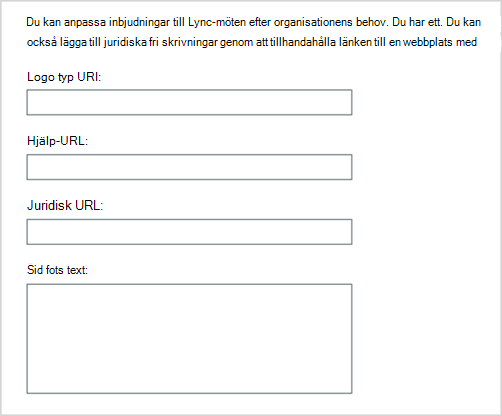 Du kan anpassa inbjudningar till Lync-möten efter organisationens behov. Du har ett. Du kan
också lägga till juridiska fri skrivningar genom att tillhandahålla länken till en webbplats med
Logo typ URI:
Hjälp-URL:
Juridisk URL:
Sid fots text: